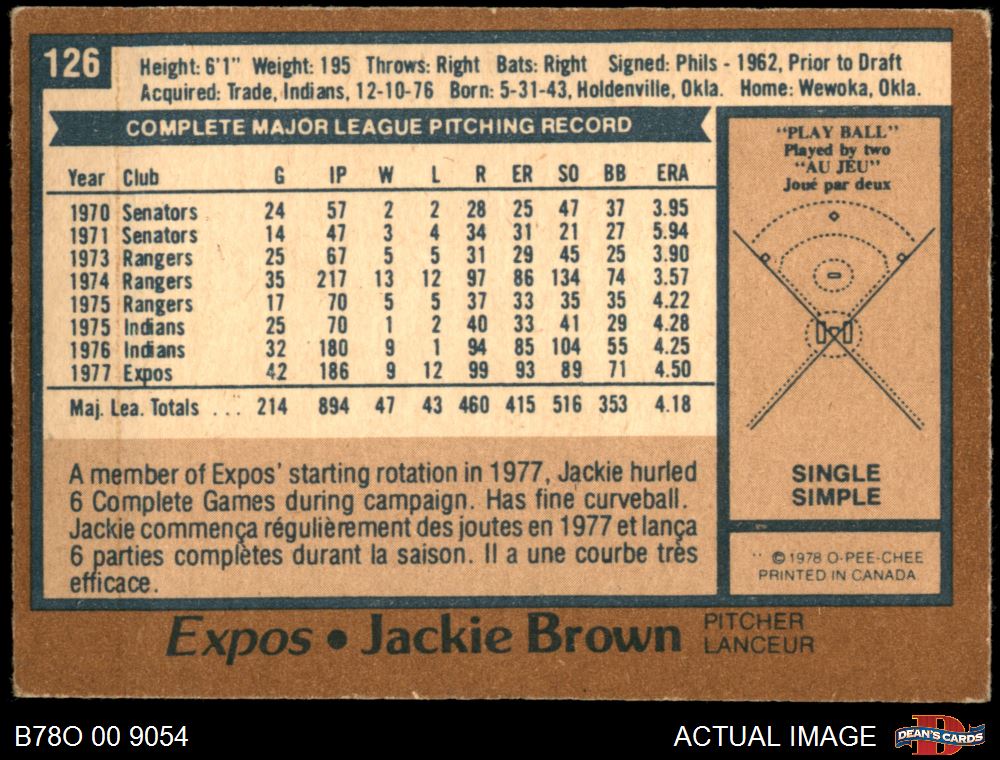 126
Height: 6'1" Weight: 195 Throws: Right Bats: Right Signed: Phils - 1962, Prior to Draft
Acquired: Trade, Indians, 12-10-76 Born: 5-31-43, Holdenville, Okla. Home: Wewoka, Okla.
COMPLETE MAJOR LEAGUE PITCHING RECORD
Year Club G IP W L R ER SO BB ERA
1970 Senators 24 57 2 2 28 25 47 37 3.95
1971 Senators 14 47 3 4 34 31 21 27 5.94
1973 Rangers 25 67 5 5 31 29 45 25 3.90
1974 Rangers 35 217 13 12 97 86 134 74 3.57
1975 Rangers 17 70 5 5 37 33 35 35 4.22
1975 Indians 25 70 1 2 40 33 41 29 4.28
1976 Indians 32 180 9 1 94 85 104 55 4.25
1977 Expos 42 186 9 12 99 93 89 71 4.50
Maj. Lea. Totals ... 214 894 47 43 460 415 516 353 4.18
A member of Expos' starting rotation in 1977, Jackie hurled
6 Complete Games during campaign. Has fine curveball.
Jackie commença régulièrement des joutes en 1977 et lança
6 parties complètes durant la saison. Il a une courbe très
efficace.
"PLAY BALL"
Played by two
"AU JEU"
Joué par deux
SINGLE
SIMPLE
© 1978 O-PEE-CHEE
PRINTED IN CANADA
Expos • Jackie Brown PITCHER
LANCEUR
B78O 00 9054
ACTUAL IMAGE
DEAN'S CARDS